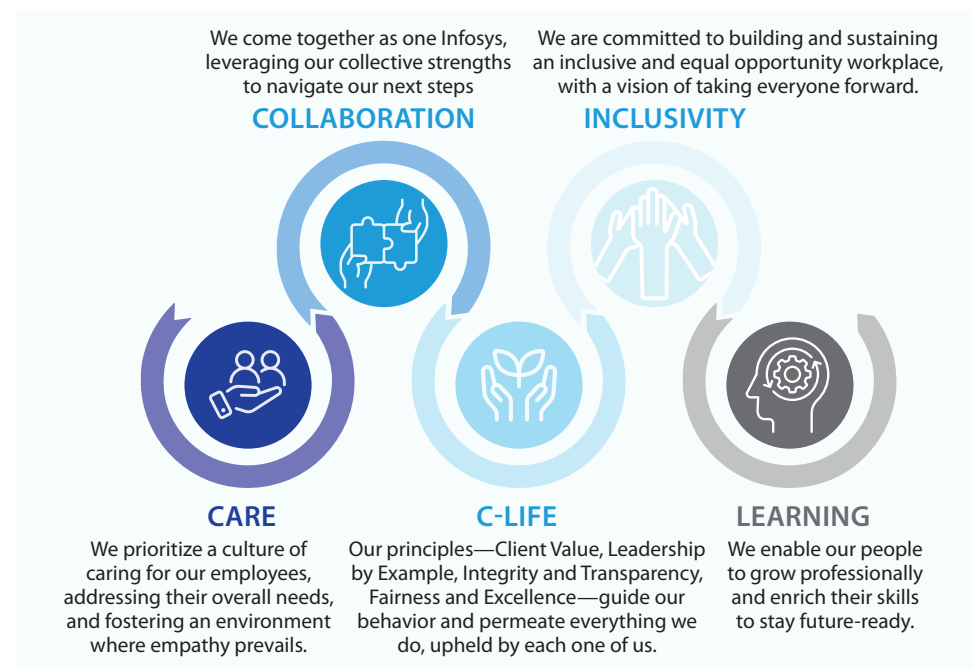 We come together as one Infosys,
leveraging our collective strengths
to navigate our next steps
COLLABORATION
We are committed to building and sustaining
an inclusive and equal opportunity workplace,
with a vision of taking everyone forward.
INCLUSIVITY
CARE
We prioritize a culture of
caring for our employees,
addressing their overall needs,
and fostering an environment
where empathy prevails.
C-LIFE
Our principles—Client Value, Leadership
by Example, Integrity and Transparency,
Fairness and Excellence—guide our
behavior and permeate everything we
do, upheld by each one of us.
LEARNING
We enable our people
to grow professionally
and enrich their skills
to stay future-ready.